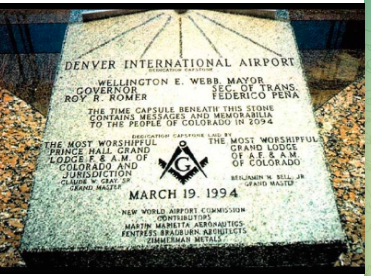 DENVER INTERNATIONAL AIRPORT
DEDICATION CAPSTONE
WELLINGTON E. WEBB, MAYOR
GOVERNOR
ROY R. ROMER
SEC. OF TRANS.
FEDERICO PEÑA
THE TIME CAPSULE BENEATH THIS STONE
CONTAINS MESSAGES AND MEMORABILIA
TO THE PEOPLE OF COLORADO IN 2094
DEDICATION CAPSTONE LAID BY
THE MOST WORSHIPFUL
PRINCE HALL GRAND
LODGE F. & A.M. OF
COLORADO AND
JURISDICTION
CLAUDE W. GRAY, SR.
GRAND MASTER
G
THE MOST WORSHIPFUL
GRAND LODGE
OF A.F. & A.M.
OF COLORADO
BENJAMIN H. BELL, JR.
GRAND MASTER
MARCH 19, 1994
NEW WORLD AIRPORT COMMISSION
CONTRIBUTORS
MARTIN MARIETTA AERONAUTICS
FENTRESS BRADBURN ARCHITECTS
ZIMMERMAN METALS